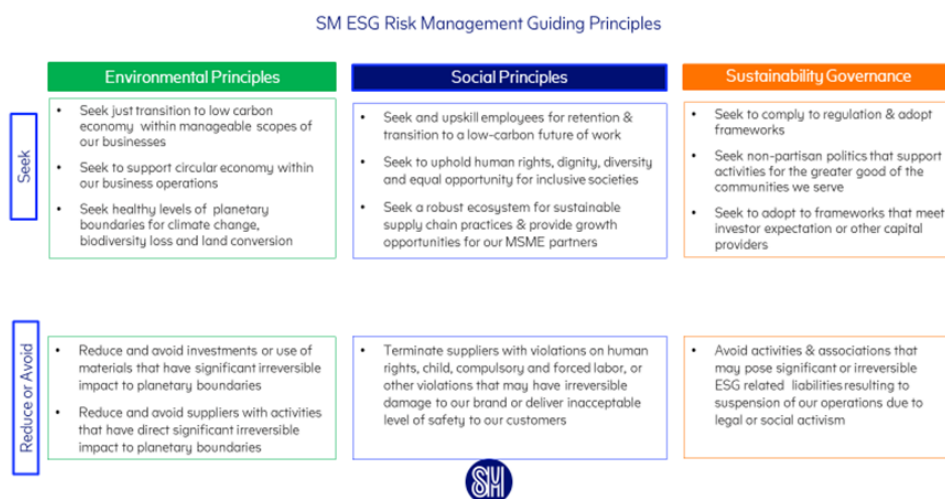 SM ESG Risk Management Guiding Principles
Environmental Principles
Social Principles
Sustainability Governance
Seek
• Seek just transition to low carbon
economy within manageable scopes of
our businesses
• Seek to support circular economy within
our business operations
• Seek healthy levels of planetary
boundaries for climate change,
biodiversity loss and land conversion
• Seek and upskill employees for retention &
transition to a low-carbon future of work
• Seek to uphold human rights, dignity, diversity
and equal opportunity for inclusive societies
• Seek a robust ecosystem for sustainable
supply chain practices & provide growth
opportunities for our MSME partners
• Seek to comply to regulation & adopt
frameworks
• Seek non-partisan politics that support
activities for the greater good of the
communities we serve
• Seek to adopt to frameworks that meet
investor expectation or other capital
providers
Reduce or Avoid
• Reduce and avoid investments or use of
materials that have significant irreversible
impact to planetary boundaries
• Reduce and avoid suppliers with activities
that have direct significant irreversible
impact to planetary boundaries
• Terminate suppliers with violations on human
rights, child, compulsory and forced labor, or
other violations that may have irreversible
damage to our brand or deliver inacceptable
level of safety to our customers
• Avoid activities & associations that
may pose significant or irreversible
ESG related liabilities resulting to
suspension of our operations due to
legal or social activism
SM